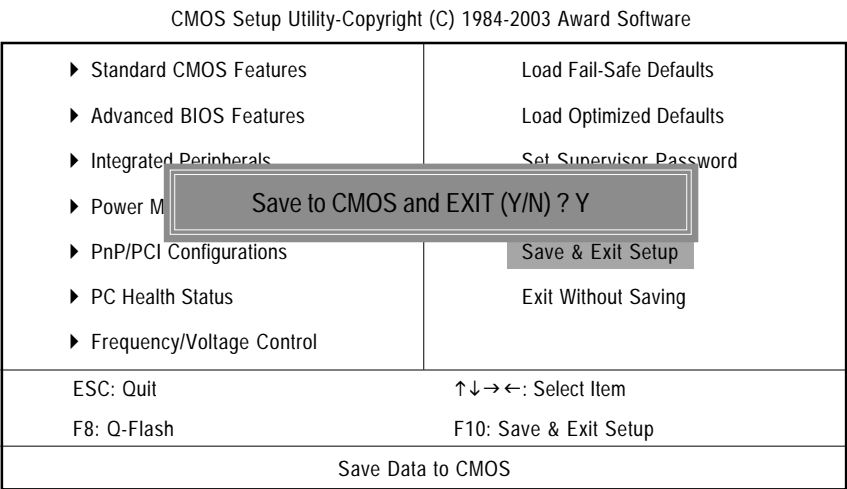 CMOS Setup Utility-Copyright (C) 1984-2003 Award Software
Standard CMOS Features
Advanced BIOS Features
Integrated Peripherals
Power M
PnP/PCI Configurations
PC Health Status
Frequency/Voltage Control
Load Fail-Safe Defaults
Load Optimized Defaults
Set Supervisor Password
Save & Exit Setup
Exit Without Saving
Save to CMOS and EXIT (Y/N) ? Y
ESC: Quit
↑↓→←: Select Item
F8: Q-Flash
F10: Save & Exit Setup
Save Data to CMOS